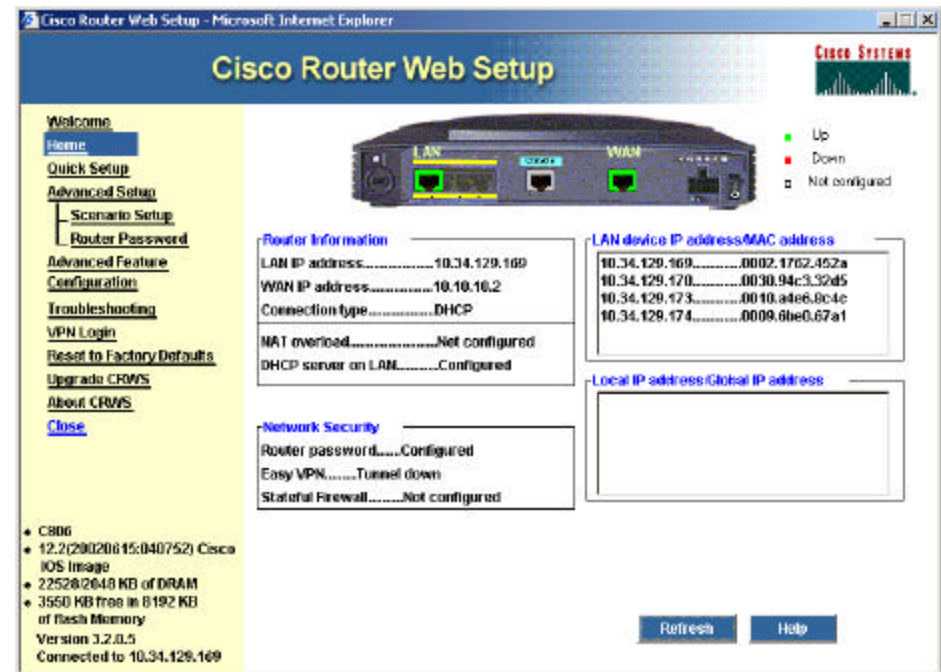 Cisco Router Web Setup - Microsoft Internet Explorer
Cisco Router Web Setup
CISCO SYSTEMS
Welcome
Home
Quick Setup
Advanced Setup
Scenario Setup
Router Password
Advanced Feature
Configuration
Troubleshooting
VPN Login
Reset to Factory Defaults
Upgrade CRWS
About CRWS
Close
C806
12.2(20020615:040752) Cisco
IOS Image
22528/2048 KB of DRAM
3550 KB free in 8192 KB
of flash Memory
Version 3.2.0.5
Connected to 10.34.129.169
LAN
WAN
Up
Down
Not configured
Router Information
LAN IP address.................10.34.129.169
WAN IP address...............10.10.10.2
Connection type...............DHCP
NAT overload.....................Not configured
DHCP server on LAN..........Configured
Network Security
Router password......Configured
Easy VPN........Tunnel down
Stateful Firewall.........Not configured
LAN device IP address/MAC address
10.34.129.169............0002.1762.452a
10.34.129.170............0030.94c3.32d5
10.34.129.173............0010.a4e6.8c4c
10.34.129.174............0009.6be0.67a1
Local IP address/Global IP address
Refresh
Help